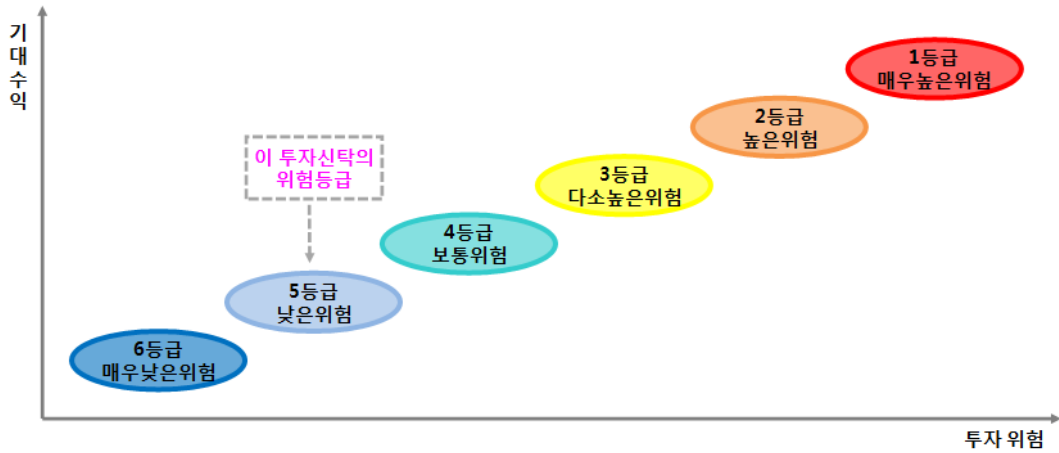 기대수익
1등급
매우높은위험
2등급
높은위험
3등급
다소높은위험
이 투자신탁의
위험등급
4등급
보통위험
5등급
낮은위험
6등급
매우낮은위험
투자 위험